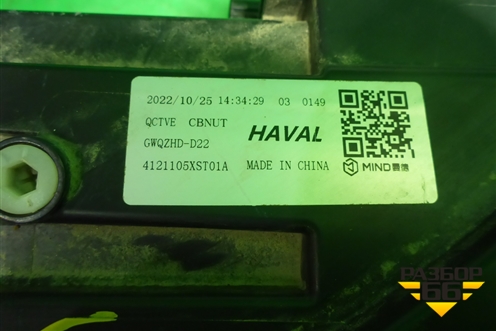 2022/10/25 14:34:29 03 0149
QCTVE CBNUT
HAVAL
GWQZHD-D22
4121105XST01A MADE IN CHINA
MIND
РАЗБОР
66